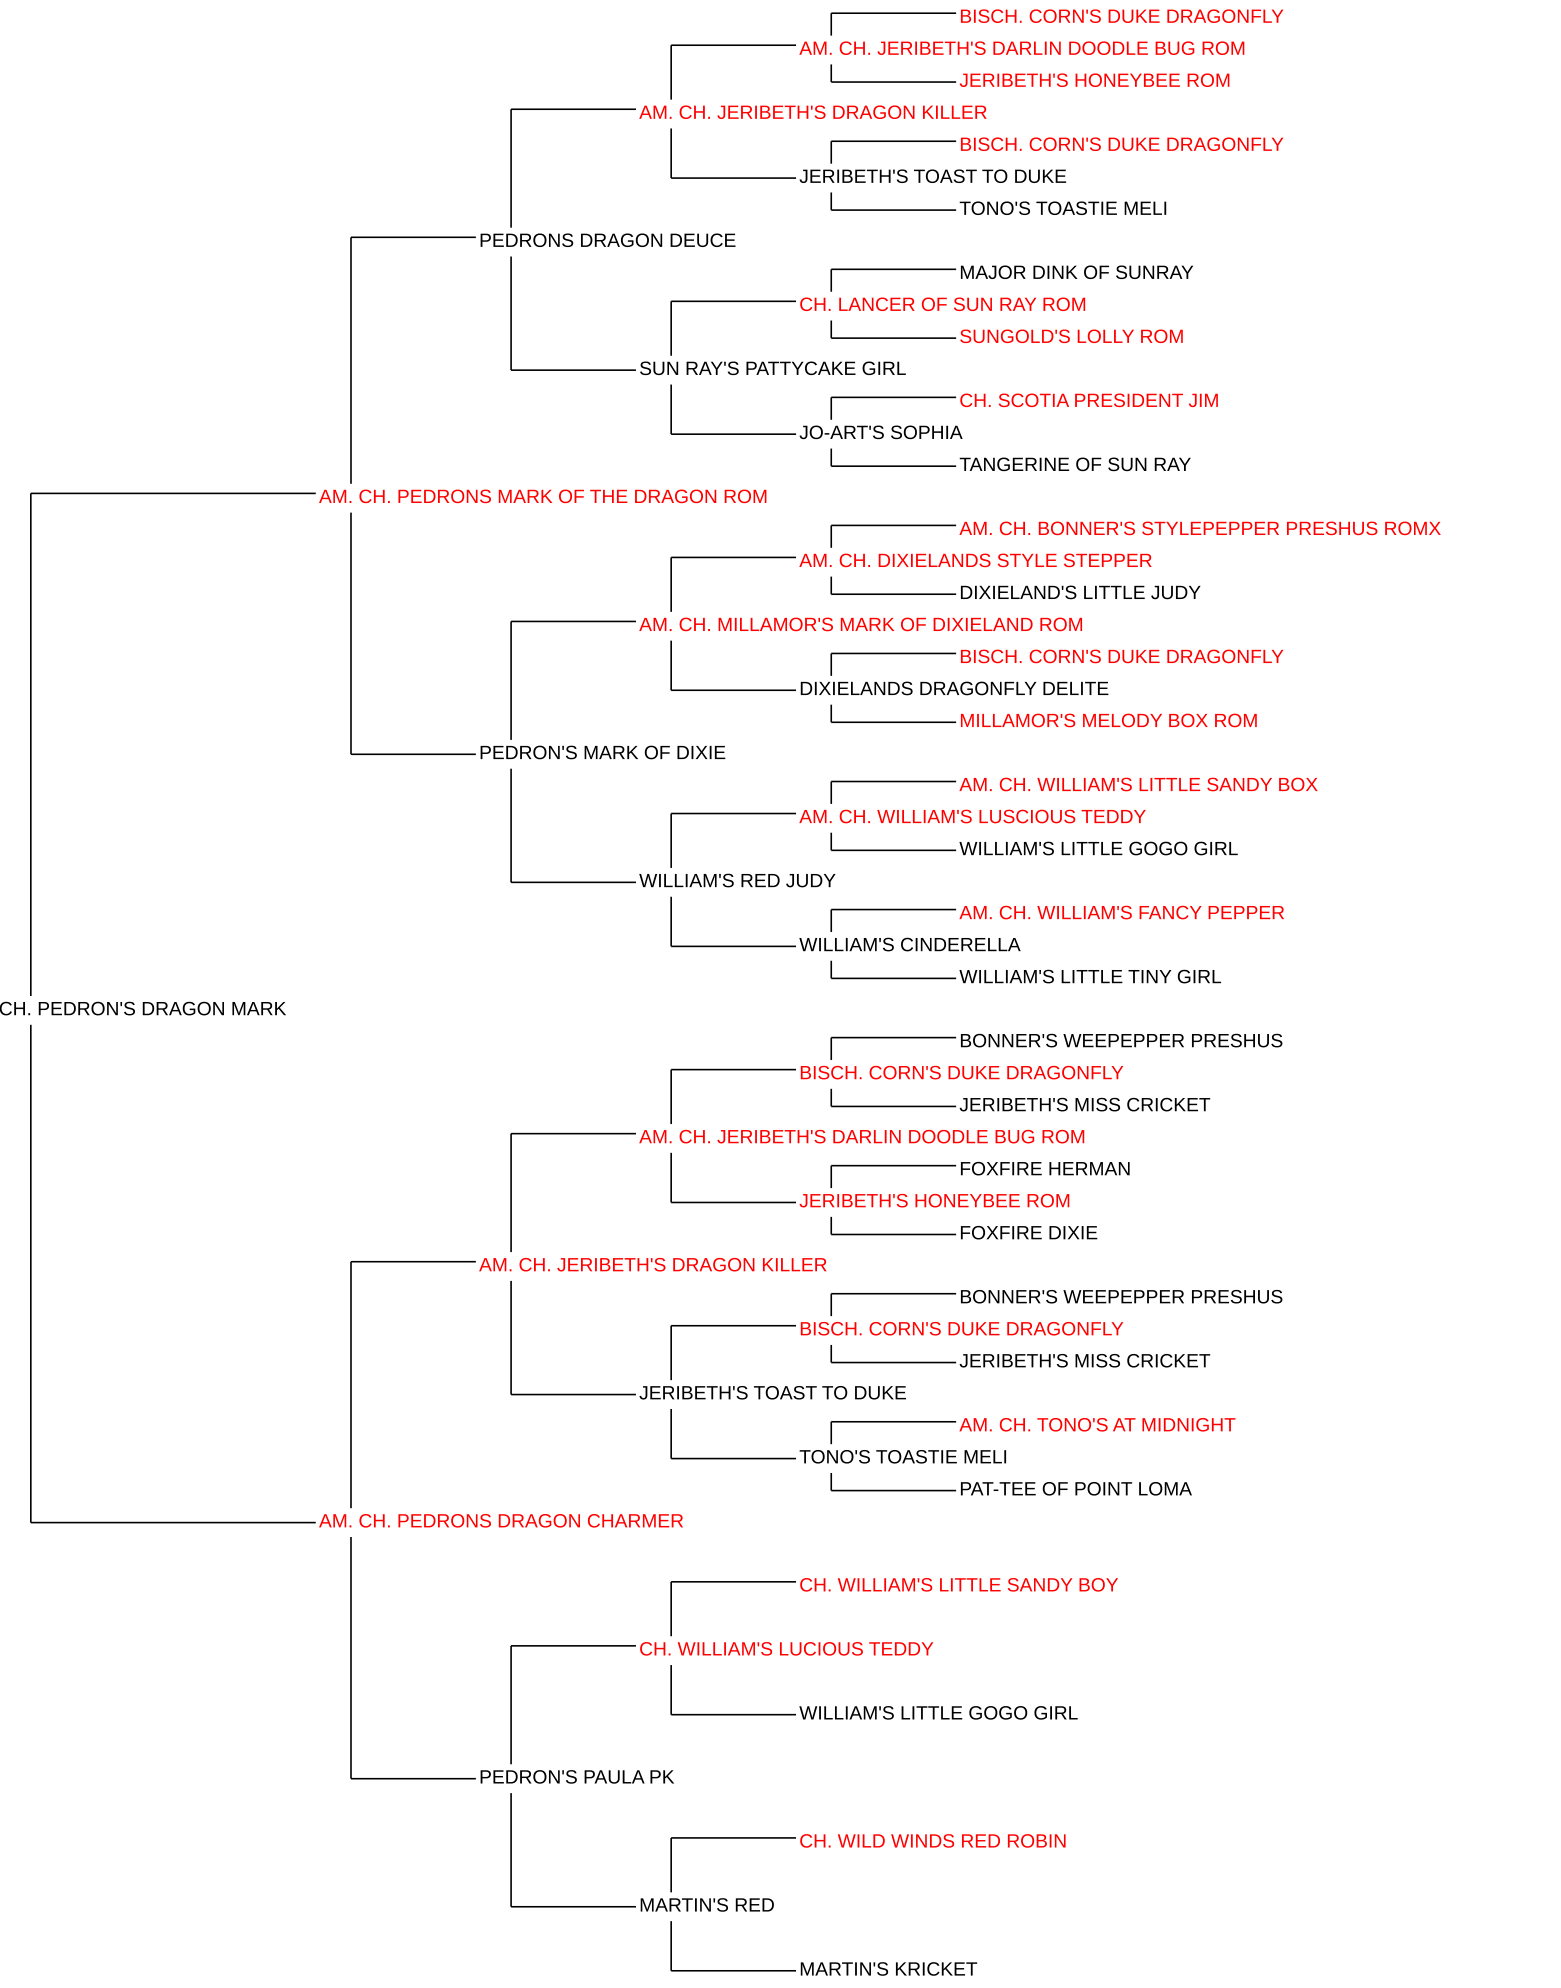 BISCH. CORN'S DUKE DRAGONFLY
AM. CH. JERIBETH'S DARLIN DOODLE BUG ROM
JERIBETH'S HONEYBEE ROM
AM. CH. JERIBETH'S DRAGON KILLER
BISCH. CORN'S DUKE DRAGONFLY
JERIBETH'S TOAST TO DUKE
TONO'S TOASTIE MELI
PEDRONS DRAGON DEUCE
MAJOR DINK OF SUNRAY
CH. LANCER OF SUN RAY ROM
SUNGOLD'S LOLLY ROM
SUN RAY'S PATTYCAKE GIRL
CH. SCOTIA PRESIDENT JIM
JO-ART'S SOPHIA
TANGERINE OF SUN RAY
AM. CH. PEDRONS MARK OF THE DRAGON ROM
AM. CH. BONNER'S STYLEPEPPER PRESHUS ROMX
AM. CH. DIXIELANDS STYLE STEPPER
DIXIELAND'S LITTLE JUDY
AM. CH. MILLAMOR'S MARK OF DIXIELAND ROM
BISCH. CORN'S DUKE DRAGONFLY
DIXIELANDS DRAGONFLY DELITE
MILLAMOR'S MELODY BOX ROM
PEDRON'S MARK OF DIXIE
AM. CH. WILLIAM'S LITTLE SANDY BOX
AM. CH. WILLIAM'S LUSCIOUS TEDDY
WILLIAM'S LITTLE GOGO GIRL
WILLIAM'S RED JUDY
AM. CH. WILLIAM'S FANCY PEPPER
WILLIAM'S CINDERELLA
WILLIAM'S LITTLE TINY GIRL
CH. PEDRON'S DRAGON MARK
BONNER'S WEEPEPPER PRESHUS
BISCH. CORN'S DUKE DRAGONFLY
JERIBETH'S MISS CRICKET
AM. CH. JERIBETH'S DARLIN DOODLE BUG ROM
FOXFIRE HERMAN
JERIBETH'S HONEYBEE ROM
FOXFIRE DIXIE
AM. CH. JERIBETH'S DRAGON KILLER
BONNER'S WEEPEPPER PRESHUS
BISCH. CORN'S DUKE DRAGONFLY
JERIBETH'S MISS CRICKET
JERIBETH'S TOAST TO DUKE
AM. CH. TONO'S AT MIDNIGHT
TONO'S TOASTIE MELI
PAT-TEE OF POINT LOMA
AM. CH. PEDRONS DRAGON CHARMER
CH. WILLIAM'S LITTLE SANDY BOY
CH. WILLIAM'S LUCIOUS TEDDY
WILLIAM'S LITTLE GOGO GIRL
PEDRON'S PAULA PK
CH. WILD WINDS RED ROBIN
MARTIN'S RED
MARTIN'S KRICKET